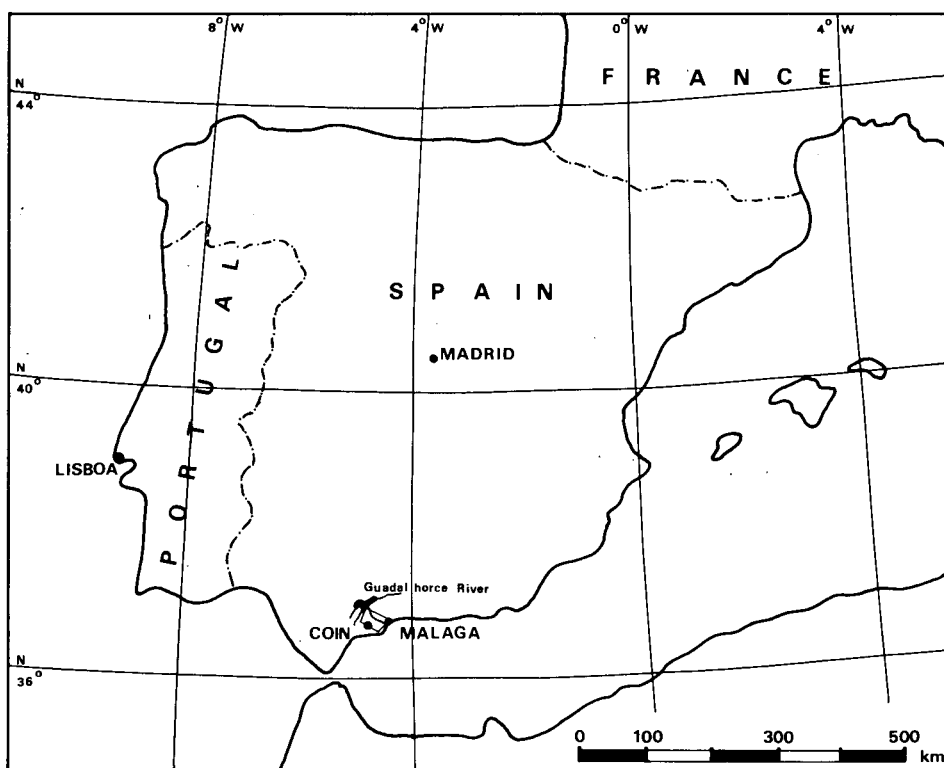 8° W 4° W 0° W 4° W
F R A N C E
N
44°
S P A I N
MADRID
N
40°
P O R T U G A L
LISBOA
Guadal horce River
COIN MALAGA
N
36°
0 100 300 500
km